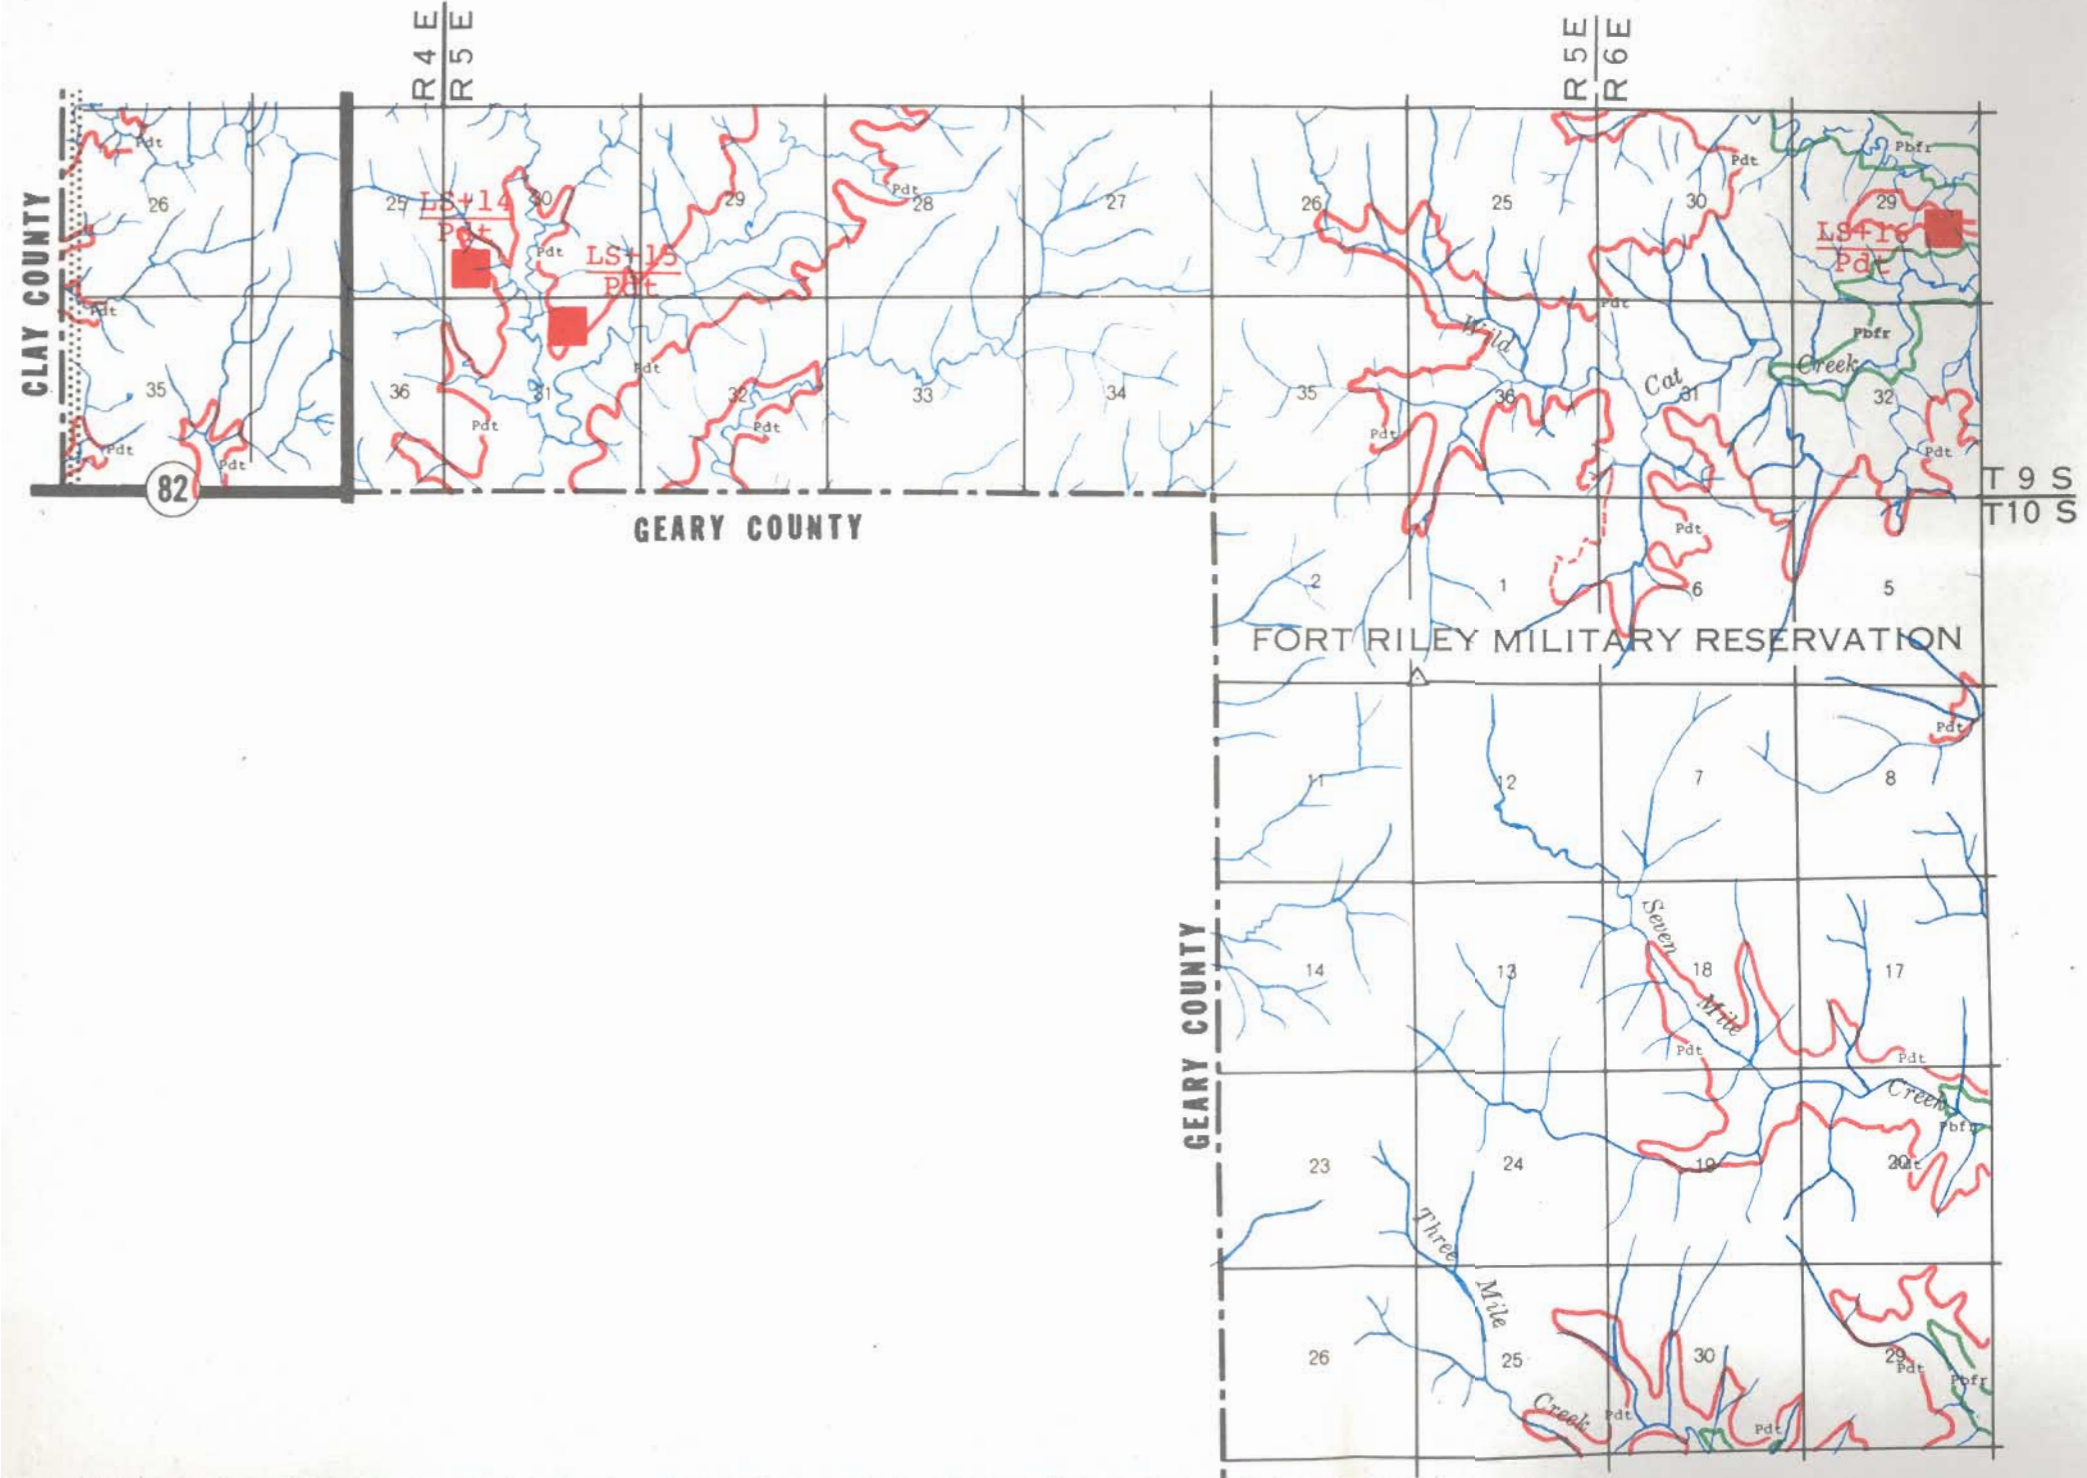 R 4 E
R 5 E
R 5 E
R 6 E
Pdt
26
25
LS+14
Pdt
30
29
Pdt
28
27
26
25
30
Pdt
Pbfr
29
LS+16
Pdt
Pdt
LS+15
Pdt
Pdt
Pdt
CLAY COUNTY
35
36
31
Pdt
32
33
34
35
Wild
36
Cat
31
Creek
Pbfr
32
Pdt
Pdt
Pdt
Pdt
Pdt
Pdt
82
T 9 S
T10 S
GEARY COUNTY
2
1
Pdt
6
5
FORT RILEY MILITARY RESERVATION
Pdt
11
12
7
8
GEARY COUNTY
14
13
Seven
18
Mile
17
Pdt
Pdt
Creek
Pbfr
23
24
19
20
Pdt
Three
Mile
26
25
Creek
30
Pdt
Pdt
29
Pdt
Pbfr